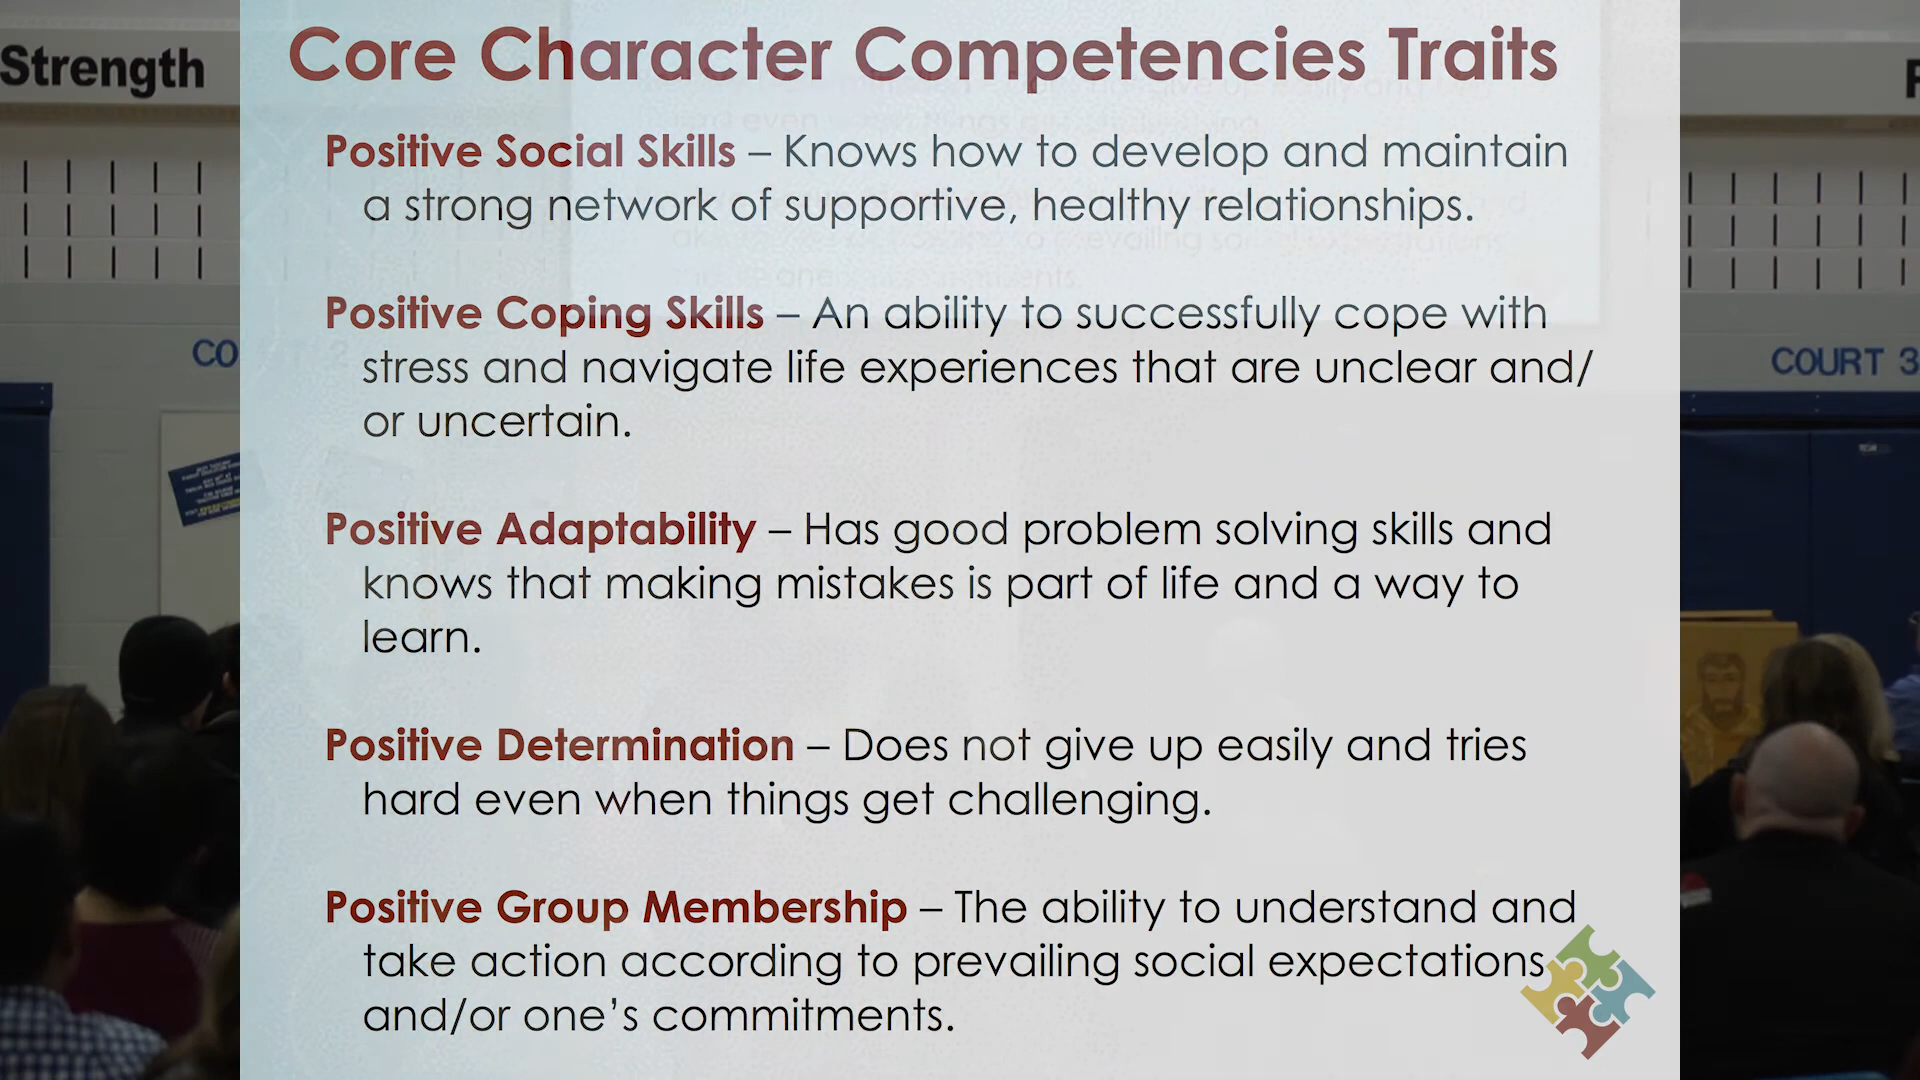 Strength
Core Character Competencies Traits
Positive Social Skills – Knows how to develop and maintain
a strong network of supportive, healthy relationships.
Positive Coping Skills – An ability to successfully cope with
stress and navigate life experiences that are unclear and/
or uncertain.
COURT 2
COURT 3
Positive Adaptability – Has good problem solving skills and
knows that making mistakes is part of life and a way to
learn.
Positive Determination – Does not give up easily and tries
hard even when things get challenging.
Positive Group Membership – The ability to understand and
take action according to prevailing social expectations
and/or one’s commitments.